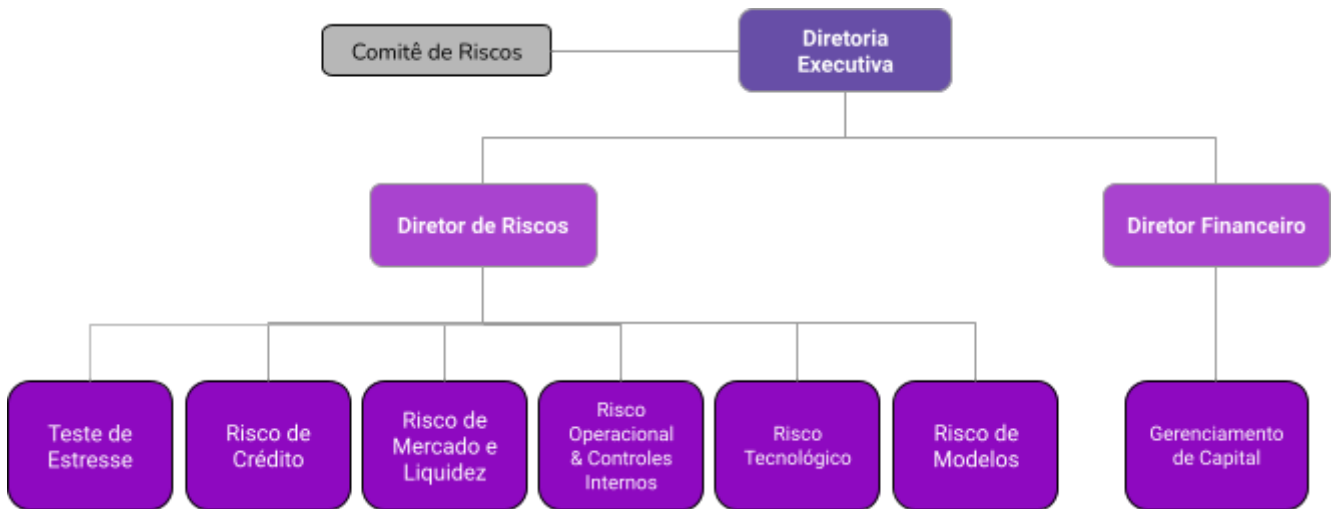 Comitê de Riscos
Diretoria
Executiva
Diretor de Riscos
Diretor Financeiro
Teste de
Estresse
Risco de
Crédito
Risco de
Mercado e
Liquidez
Risco
Operacional
& Controles
Internos
Risco
Tecnológico
Risco de
Modelos
Gerenciamento
de Capital